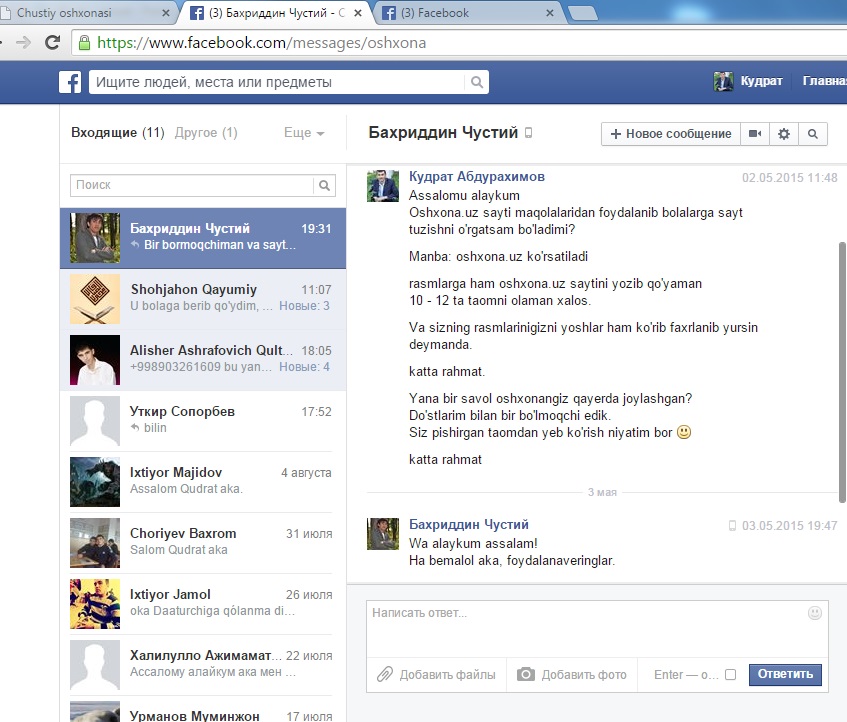 Chustiy oshxonasi
(3) Бахриддин Чустий - С
(3) Facebook
https://www.facebook.com/messages/oshxona
Ищите людей, места или предметы
Кудрат
Главна
Входящие (11)
Другое (1)
Еще
Поиск
Бахриддин Чустий
19:31
Bir bormoqchiman va sayt...
Shohjahon Qayumiy
11:07
U bolaga berib qo'ydim, ...
Новые: 3
Alisher Ashrafovich Qult...
18:05
+998903261609 bu yan...
Новые: 4
Уткир Сопорбев
17:52
bilin
Ixtiyor Majidov
4 августа
Assalom Qudrat aka.
Choriyev Baxrom
31 июля
Salom Qudrat aka
Ixtiyor Jamol
26 июля
oka Daaturchiga qôlanma di...
Халилулло Ажимамат...
22 июля
Ассалому алайкум ака мен ...
Урманов Муминжон
17 июля
Бахриддин Чустий
Новое сообщение
Кудрат Абдурахимов
02.05.2015 11:48
Assalomu alaykum
Oshxona.uz sayti maqolalaridan foydalanib bolalarga sayt
tuzishni o'rgatsam bo'ladimi?
Manba: oshxona.uz ko'rsatiladi
rasmlarga ham oshxona.uz saytini yozib qo'yaman
10 - 12 ta taomni olaman xalos.
Va sizning rasmlarinigizni yoshlar ham ko'rib faxrlanib yursin
deymanda.
katta rahmat.
Yana bir savol oshxonangiz qayerda joylashgan?
Do'stlarim bilan bir bo'lmoqchi edik.
Siz pishirgan taomdan yeb ko'rish niyatim bor
katta rahmat
3 мая
Бахриддин Чустий
03.05.2015 19:47
Wa alaykum assalam!
Ha bemalol aka, foydalanaveringlar.
Написать ответ...
Добавить файлы
Добавить фото
Enter — о...
Ответить